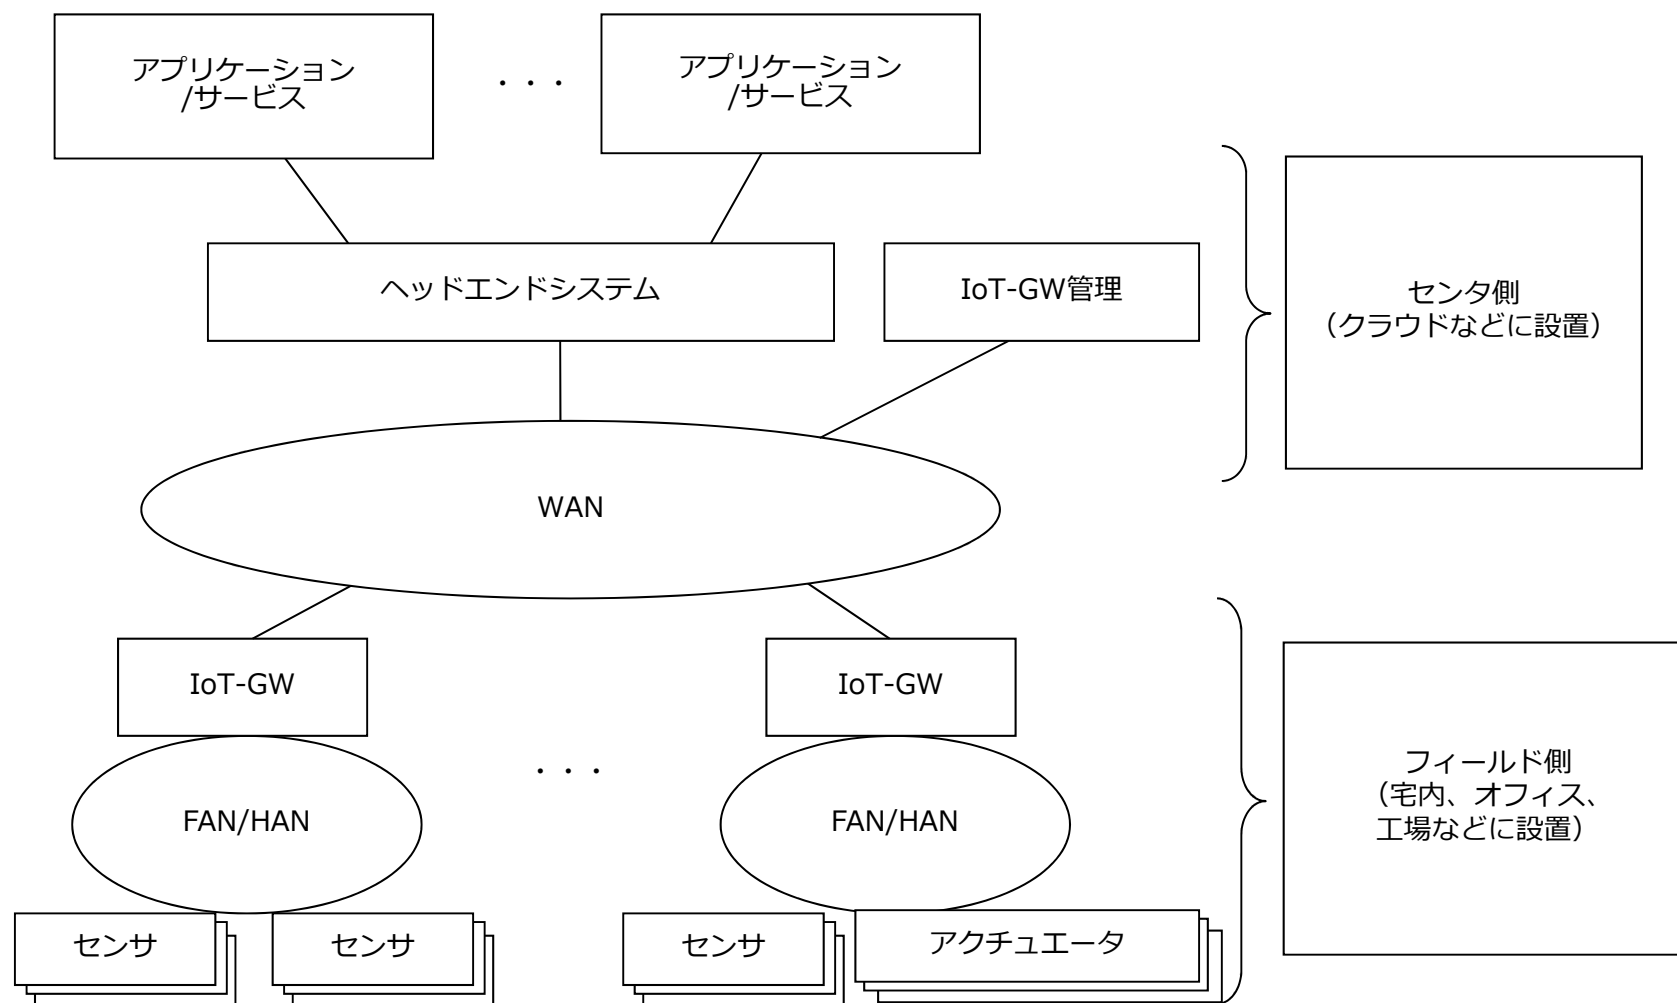 アプリケーション
/サービス
・・・
アプリケーション
/サービス
ヘッドエンドシステム
IoT-GW管理
センタ側
（クラウドなどに設置）
WAN
IoT-GW
IoT-GW
フィールド側
（宅内、オフィス、
工場などに設置）
・・・
FAN/HAN
FAN/HAN
センサ
センサ
センサ
アクチュエータ